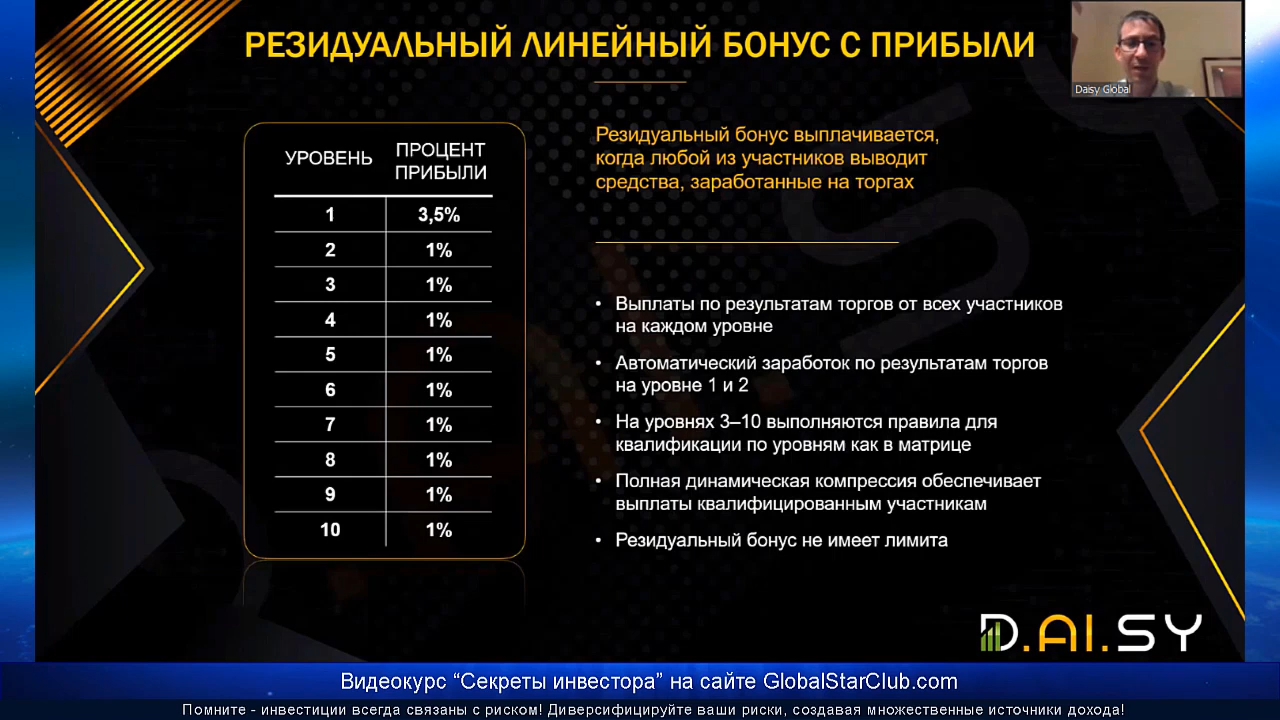 РЕЗИДУАЛЬНЫЙ ЛИНЕЙНЫЙ БОНУС С ПРИБЫЛИ
Daisy Global
УРОВЕНЬ ПРОЦЕНТ ПРИБЫЛИ
1 3,5%
2 1%
3 1%
4 1%
5 1%
6 1%
7 1%
8 1%
9 1%
10 1%
Резидуальный бонус выплачивается,
когда любой из участников выводит
средства, заработанные на торгах
• Выплаты по результатам торгов от всех участников
на каждом уровне
• Автоматический заработок по результатам торгов
на уровне 1 и 2
• На уровнях 3–10 выполняются правила для
квалификации по уровням как в матрице
• Полная динамическая компрессия обеспечивает
выплаты квалифицированным участникам
• Резидуальный бонус не имеет лимита
D.AI.SY
Видеокурс “Секреты инвестора” на сайте GlobalStarClub.com
Помните - инвестиции всегда связаны с риском! Диверсифицируйте ваши риски, создавая множественные источники дохода!